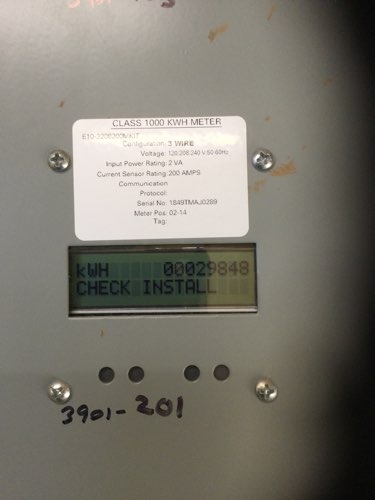 CLASS 1000 KWH METER
Configuration: 3 WIRE
Voltage: 120/208,240 V 50-60Hz
Input Power Rating: 2 VA
Current Sensor Rating: 200 AMPS
Communication
Protocol:
Serial No: 1849TMAJ0289
Meter Pos: 02-14
Tag:
kWH 00029848
CHECK INSTALL
3901-201